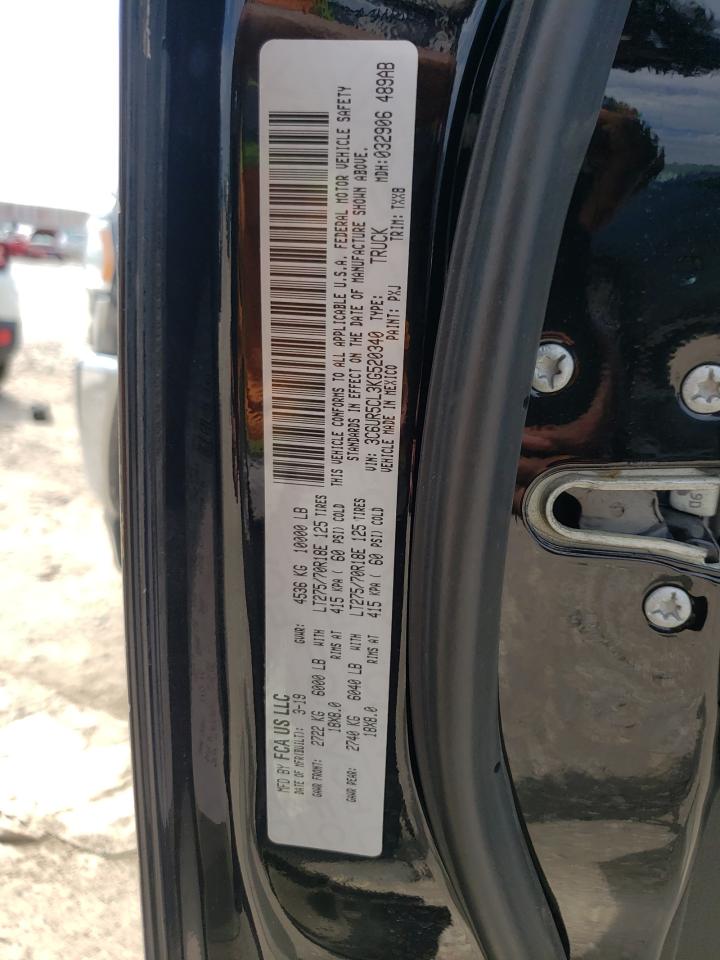 MFD BY FCA US LLC
DATE OF MFR(BUILT): 3-19 GVWR: 4536 KG 10000 LB
GAWR FRONT: 2722 KG 6000 LB WITH LT275/70R18E 125 TIRES
18X8.0 RIMS AT 415 KPA ( 60 PSI) COLD
GAWR REAR: 2740 KG 6040 LB WITH LT275/70R18E 125 TIRES
18X8.0 RIMS AT 415 KPA ( 60 PSI) COLD
THIS VEHICLE CONFORMS TO ALL APPLICABLE U.S.A. FEDERAL MOTOR VEHICLE SAFETY
STANDARDS IN EFFECT ON THE DATE OF MANUFACTURE SHOWN ABOVE.
VIN: 3C6UR5CL3KG520340 TYPE: TRUCK MDH:032906 489AB
VEHICLE MADE IN MEXICO PAINT: PXJ TRIM: TXXB